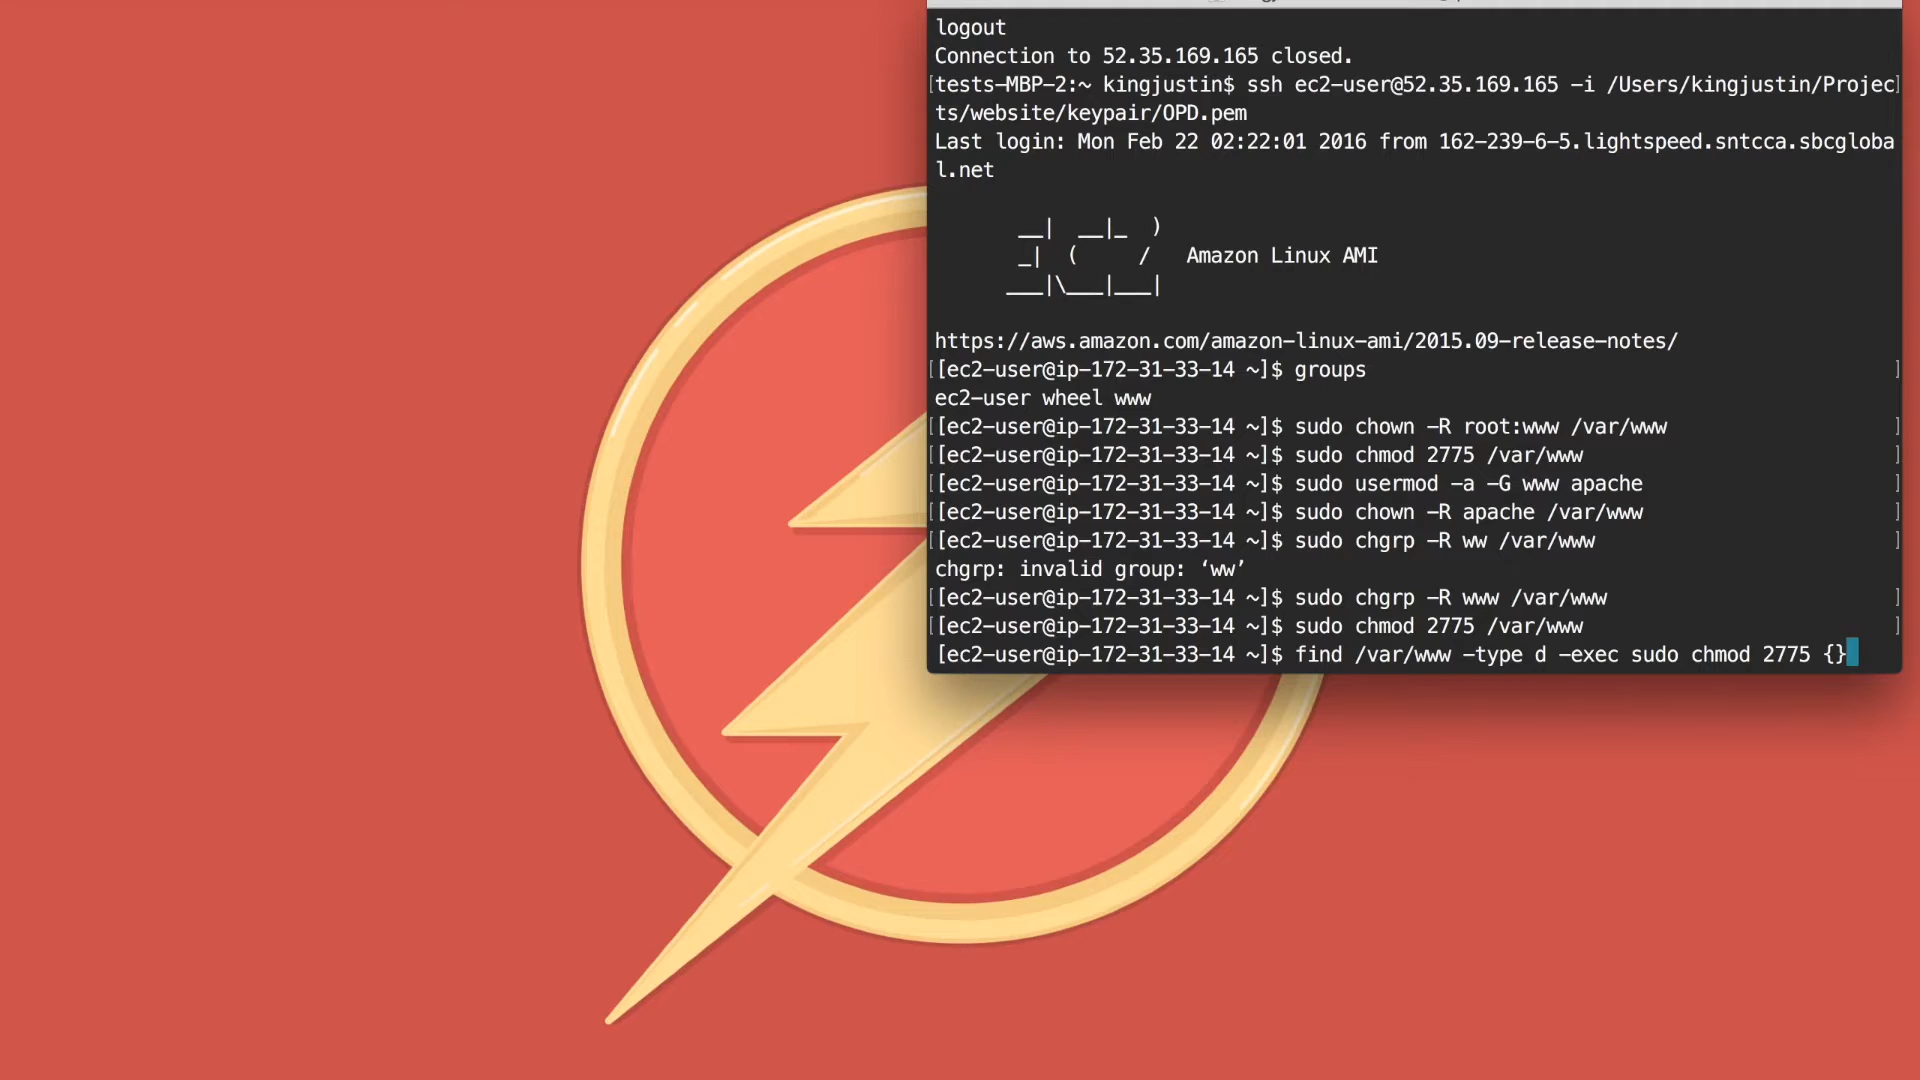 logout
Connection to 52.35.169.165 closed.
[tests-MBP-2:~ kingjustin$ ssh ec2-user@52.35.169.165 -i /Users/kingjustin/Projec]
ts/website/keypair/OPD.pem
Last login: Mon Feb 22 02:22:01 2016 from 162-239-6-5.lightspeed.sntcca.sbcgloba
l.net
__|  __|_  )
_|  (     /   Amazon Linux AMI
___|\___|___|
https://aws.amazon.com/amazon-linux-ami/2015.09-release-notes/
[[ec2-user@ip-172-31-33-14 ~]$ groups ]
ec2-user wheel www
[[ec2-user@ip-172-31-33-14 ~]$ sudo chown -R root:www /var/www ]
[[ec2-user@ip-172-31-33-14 ~]$ sudo chmod 2775 /var/www ]
[[ec2-user@ip-172-31-33-14 ~]$ sudo usermod -a -G www apache ]
[[ec2-user@ip-172-31-33-14 ~]$ sudo chown -R apache /var/www ]
[[ec2-user@ip-172-31-33-14 ~]$ sudo chgrp -R ww /var/www ]
chgrp: invalid group: ‘ww’
[[ec2-user@ip-172-31-33-14 ~]$ sudo chgrp -R www /var/www ]
[[ec2-user@ip-172-31-33-14 ~]$ sudo chmod 2775 /var/www ]
[ec2-user@ip-172-31-33-14 ~]$ find /var/www -type d -exec sudo chmod 2775 {}